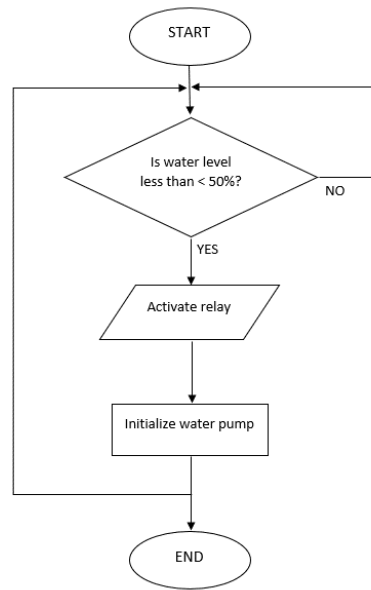 START
Is water level
less than < 50%?
NO
YES
Activate relay
Initialize water pump
END